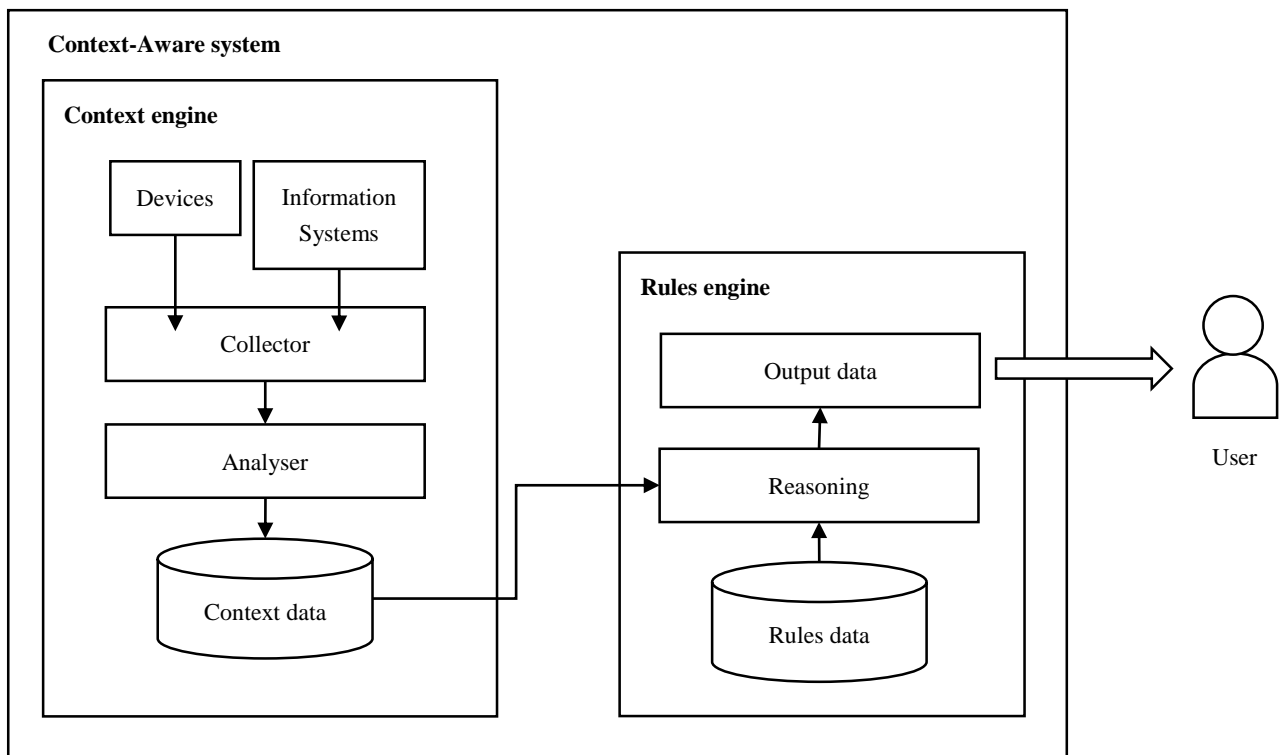 Context-Aware system
Context engine
Devices
Information
Systems
Collector
Analyser
Context data
Rules engine
Output data
Reasoning
Rules data
User